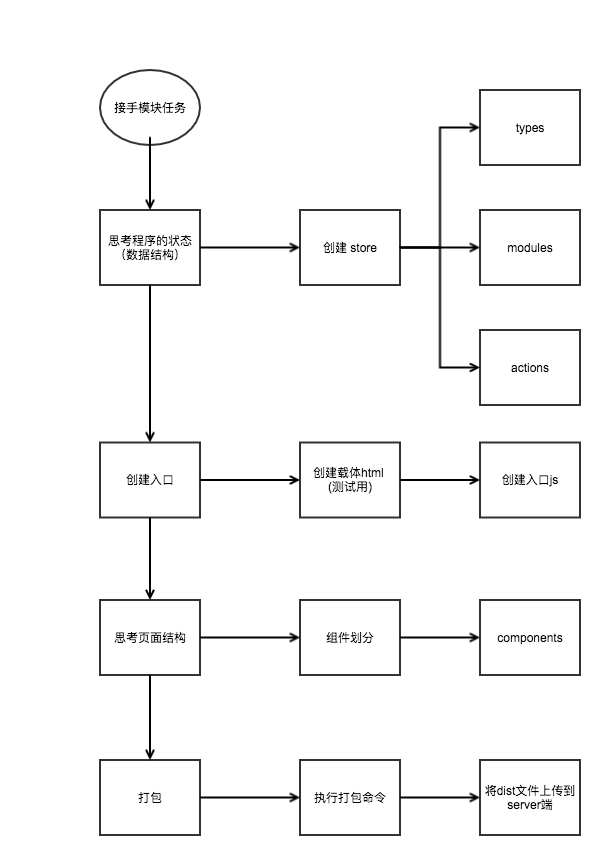 接手模块任务
types
思考程序的状态
（数据结构）
创建 store
modules
actions
创建入口
创建载体html
(测试用)
创建入口js
思考页面结构
组件划分
components
打包
执行打包命令
将dist文件上传到
server端